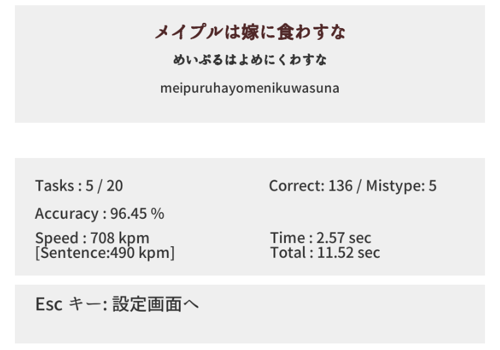 メイプルは嫁に食わすな
めいぷるはよめにくわすな
meipuruhayomenikuwasuna
Tasks : 5 / 20
Correct: 136 / Mistype: 5
Accuracy : 96.45 %
Speed : 708 kpm
[Sentence:490 kpm]
Time : 2.57 sec
Total : 11.52 sec
Esc キー: 設定画面へ